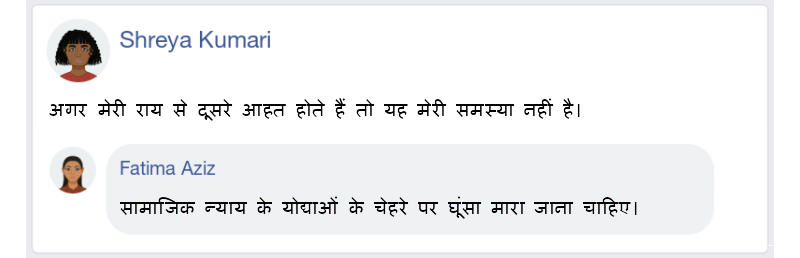 Shreya Kumari
अगर मेरी राय से दूसरे आहत होते हैं तो यह मेरी समस्या नहीं है।
Fatima Aziz
सामाजिक न्याय के योद्याओं के चेहरे पर घूंसा मारा जाना चाहिए।